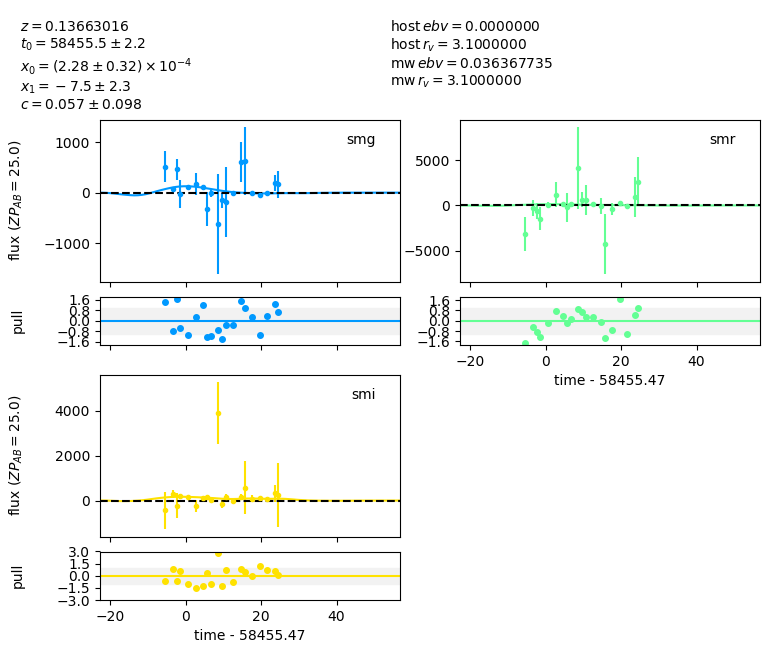 z = 0.13663016
t₀ = 58455.5 ± 2.2
x₀ = (2.28 ± 0.32) × 10⁻⁴
x₁ = −7.5 ± 2.3
c = 0.057 ± 0.098
host ebv = 0.0000000
host r_v = 3.1000000
mw ebv = 0.036367735
mw r_v = 3.1000000
flux (ZP_AB = 25.0)
1000
0
−1000
smg
5000
0
−5000
smr
pull
1.6
0.8
0.0
−0.8
−1.6
1.6
0.8
0.0
−0.8
−1.6
−20 0 20 40
time - 58455.47
flux (ZP_AB = 25.0)
4000
2000
0
smi
pull
3.0
1.5
0.0
−1.5
−3.0
−20 0 20 40
time - 58455.47